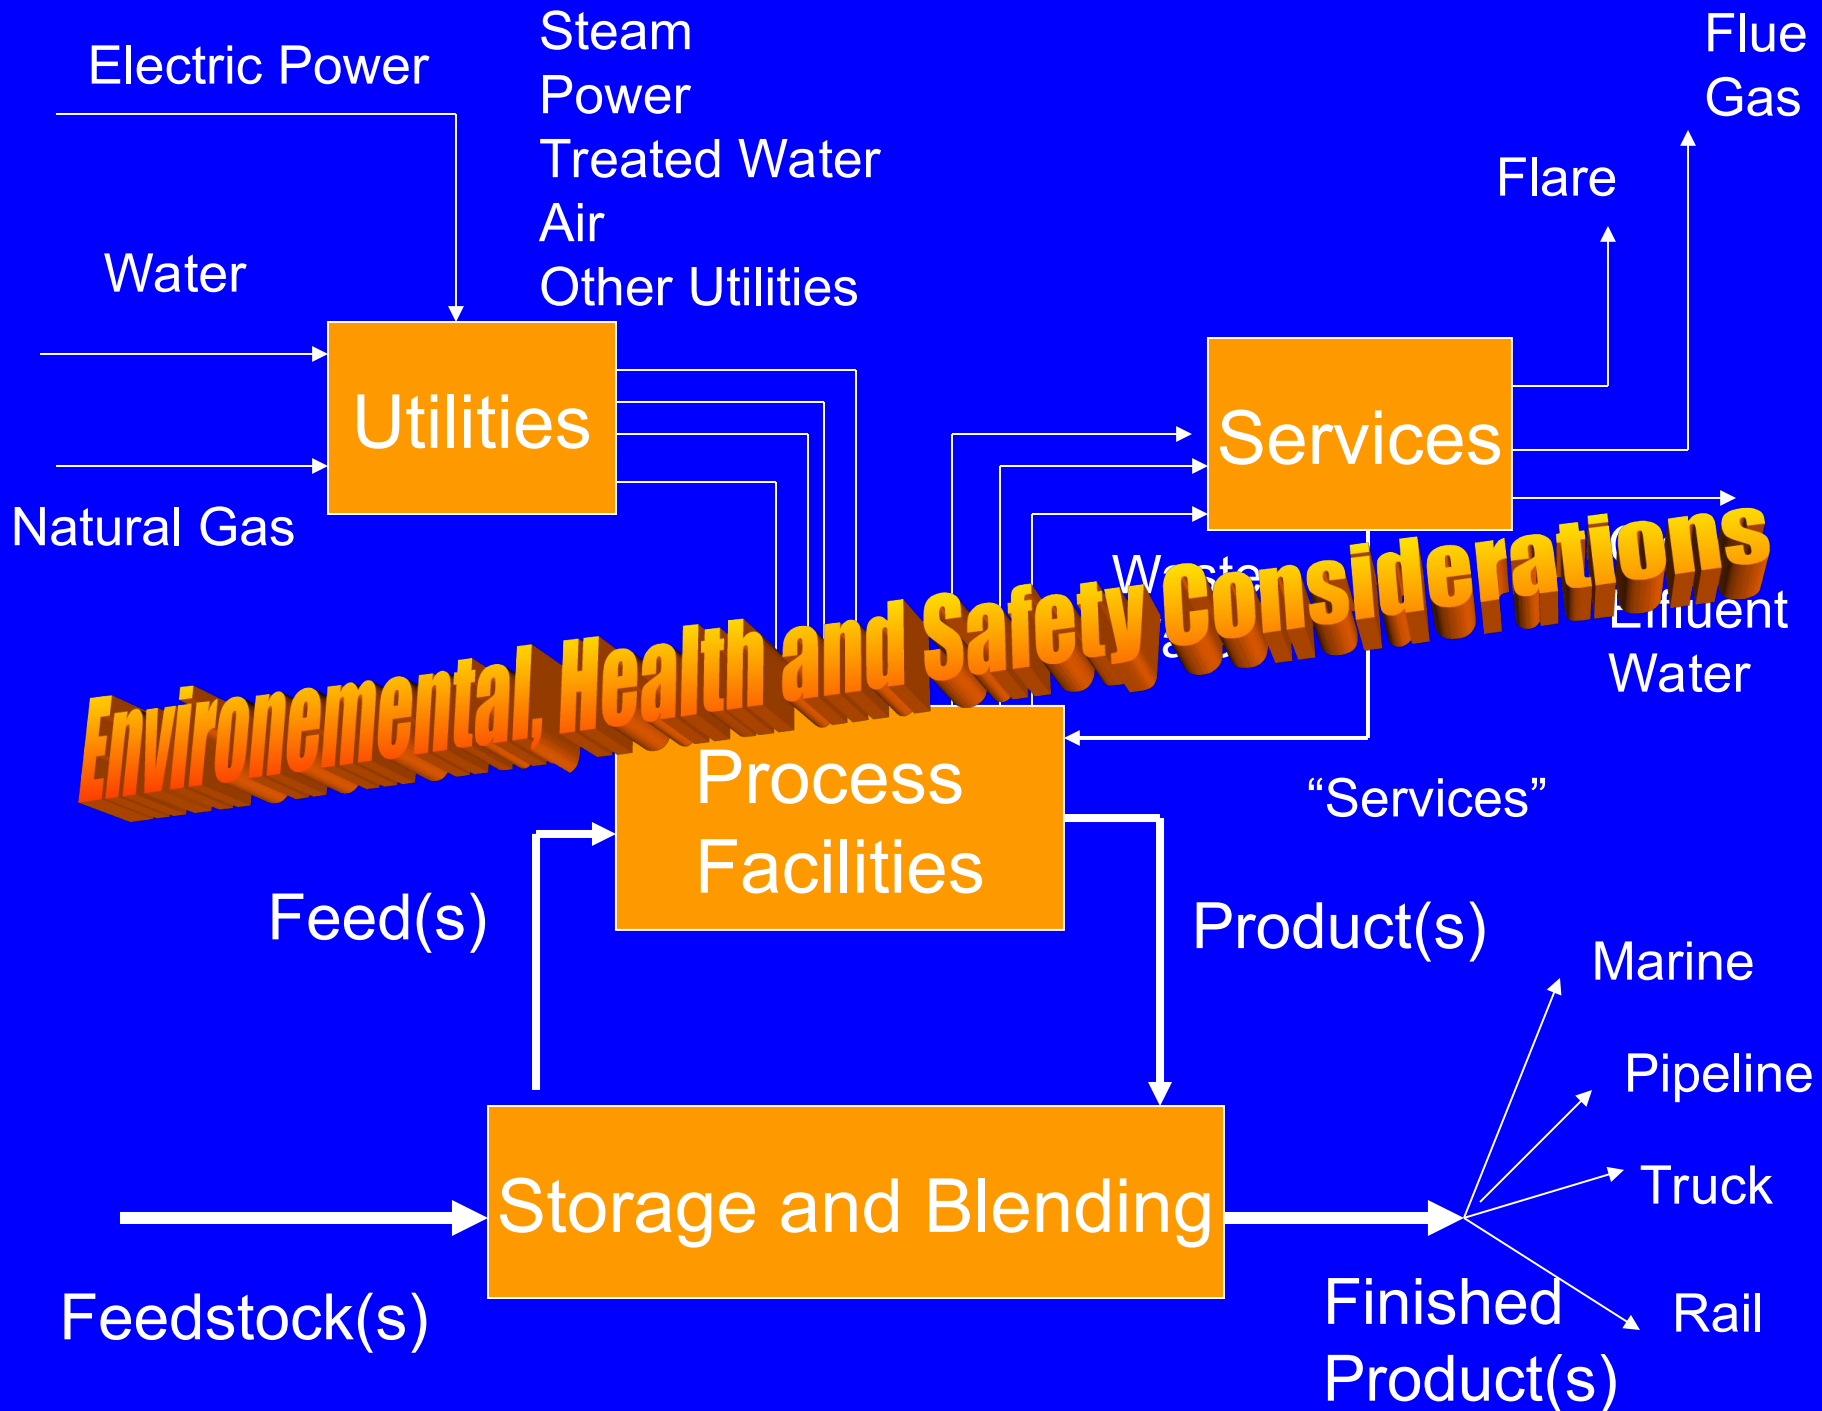 Steam
Power
Treated Water
Air
Other Utilities
Electric Power
Flue
Gas
Flare
Water
Utilities
Services
Natural Gas
Waste
Effluent
Water
Environemental, Health and Safety Considerations
Process
Facilities
“Services”
Feed(s)
Product(s)
Marine
Pipeline
Truck
Rail
Storage and Blending
Feedstock(s)
Finished
Product(s)